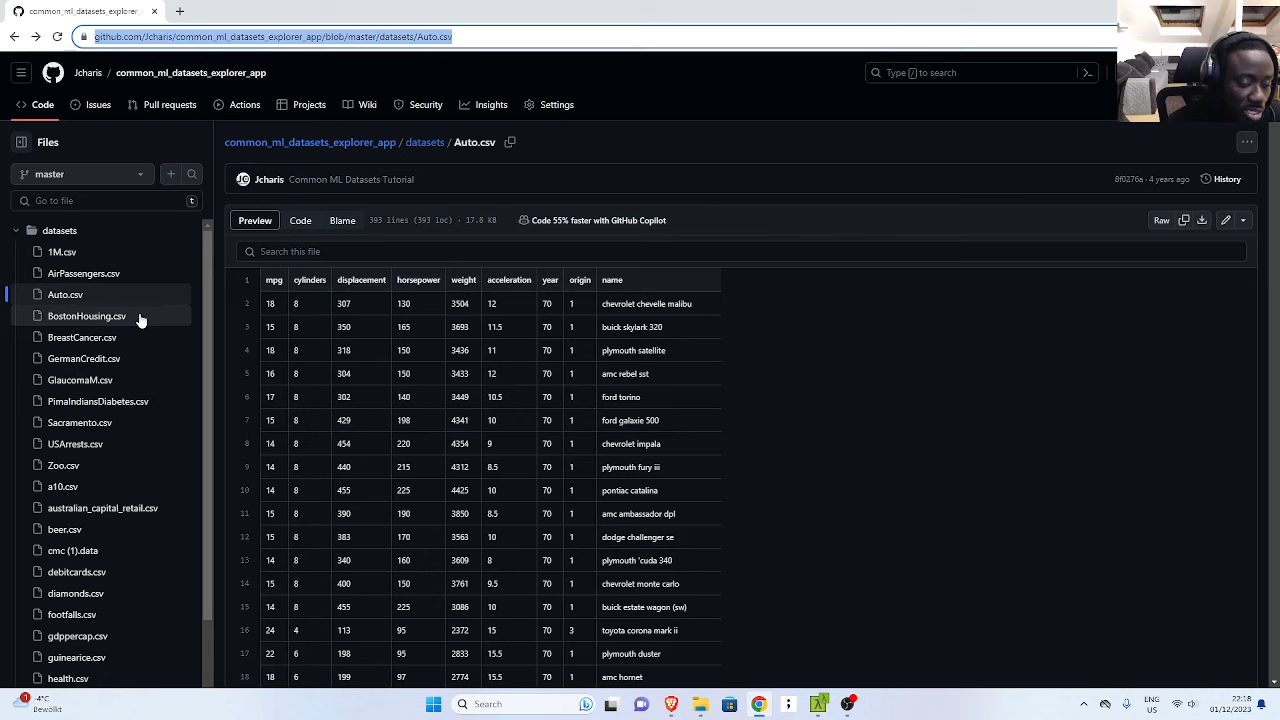 common_ml_datasets_explorer
github.com/Jcharis/common_ml_datasets_explorer_app/blob/master/datasets/Auto.csv
Jcharis / common_ml_datasets_explorer_app
Type / to search
Code Issues Pull requests Actions Projects Wiki Security Insights Settings
Files
common_ml_datasets_explorer_app / datasets / Auto.csv
master
Jcharis Common ML Datasets Tutorial 8f0276a · 4 years ago History
Go to file t
Preview Code Blame 393 lines (393 loc) · 17.8 KB Code 55% faster with GitHub Copilot Raw
datasets
Search this file
1M.csv
AirPassengers.csv
Auto.csv
BostonHousing.csv
BreastCancer.csv
GermanCredit.csv
GlaucomaM.csv
PimaIndiansDiabetes.csv
Sacramento.csv
USArrests.csv
Zoo.csv
a10.csv
australian_capital_retail.csv
beer.csv
cmc (1).data
debitcards.csv
diamonds.csv
footfalls.csv
gdppercap.csv
guinearice.csv
health.csv
1 mpg cylinders displacement horsepower weight acceleration year origin name
2 18 8 307 130 3504 12 70 1 chevrolet chevelle malibu
3 15 8 350 165 3693 11.5 70 1 buick skylark 320
4 18 8 318 150 3436 11 70 1 plymouth satellite
5 16 8 304 150 3433 12 70 1 amc rebel sst
6 17 8 302 140 3449 10.5 70 1 ford torino
7 15 8 429 198 4341 10 70 1 ford galaxie 500
8 14 8 454 220 4354 9 70 1 chevrolet impala
9 14 8 440 215 4312 8.5 70 1 plymouth fury iii
10 14 8 455 225 4425 10 70 1 pontiac catalina
11 15 8 390 190 3850 8.5 70 1 amc ambassador dpl
12 15 8 383 170 3563 10 70 1 dodge challenger se
13 14 8 340 160 3609 8 70 1 plymouth 'cuda 340
14 15 8 400 150 3761 9.5 70 1 chevrolet monte carlo
15 14 8 455 225 3086 10 70 1 buick estate wagon (sw)
16 24 4 113 95 2372 15 70 3 toyota corona mark ii
17 22 6 198 95 2833 15.5 70 1 plymouth duster
18 18 6 199 97 2774 15.5 70 1 amc hornet
1 -4°C
Bewölkt
Search
ENG
US
22:18
01/12/2023